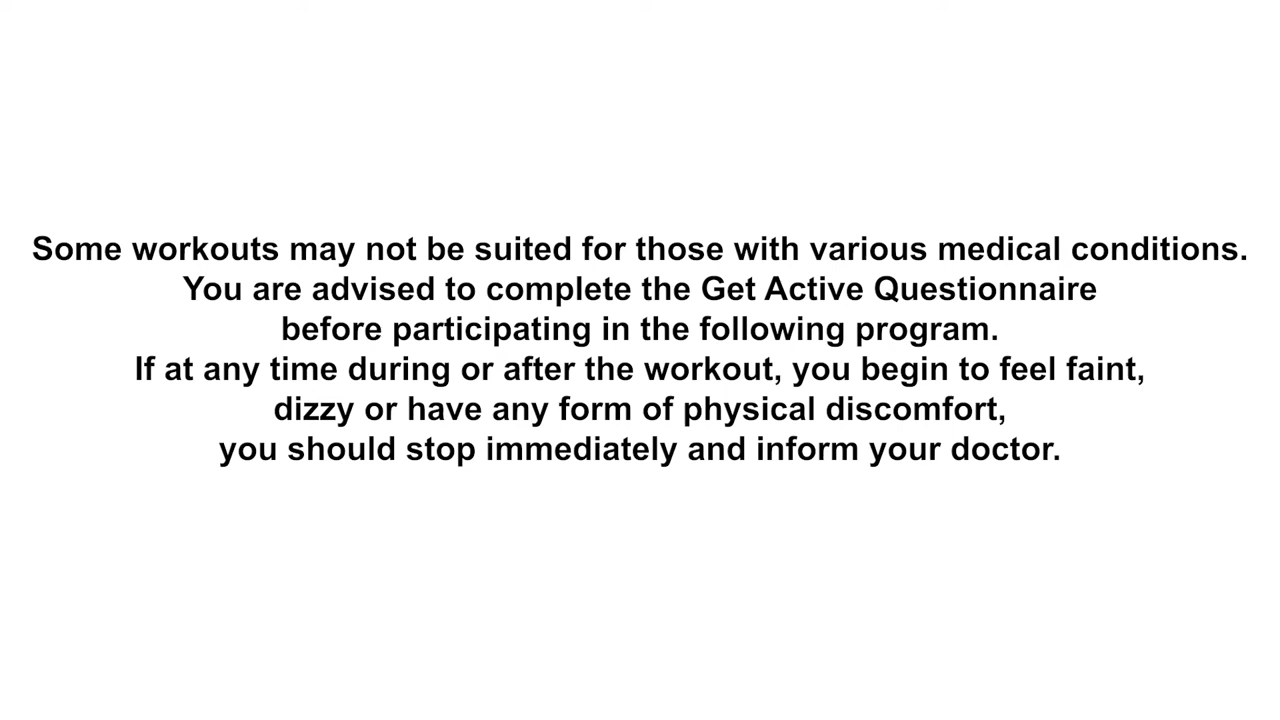 Some workouts may not be suited for those with various medical conditions.
You are advised to complete the Get Active Questionnaire
before participating in the following program.
If at any time during or after the workout, you begin to feel faint,
dizzy or have any form of physical discomfort,
you should stop immediately and inform your doctor.